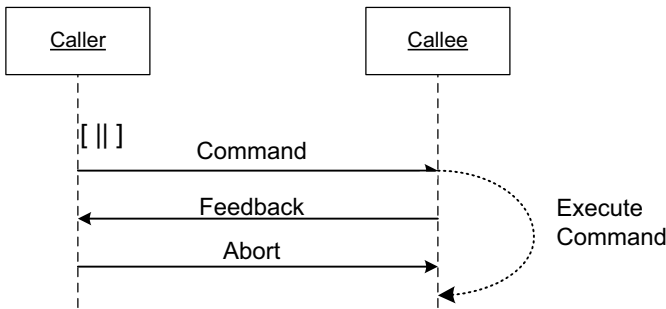 Caller
Callee
[ || ]
Command
Feedback
Abort
Execute
Command